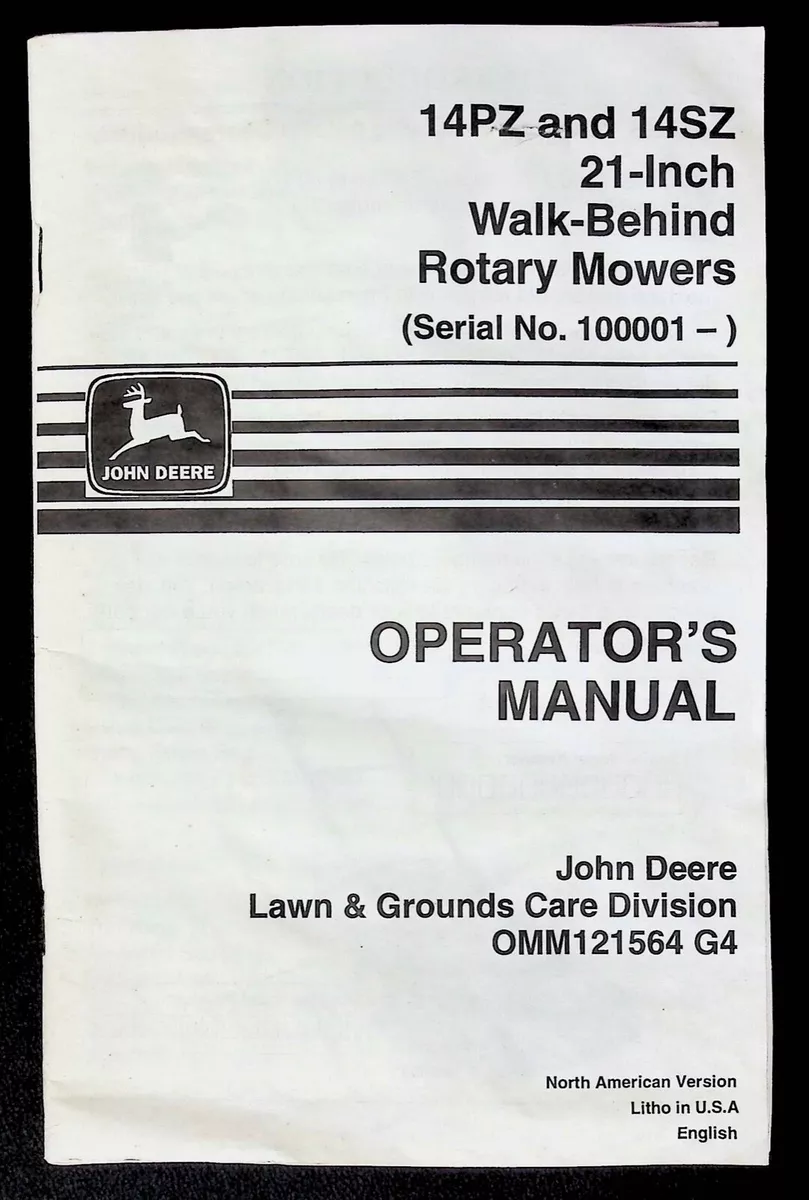 14PZ and 14SZ
21-Inch
Walk-Behind
Rotary Mowers
(Serial No. 100001 – )
JOHN DEERE
OPERATOR’S
MANUAL
John Deere
Lawn & Grounds Care Division
OMM121564 G4
North American Version
Litho in U.S.A
English